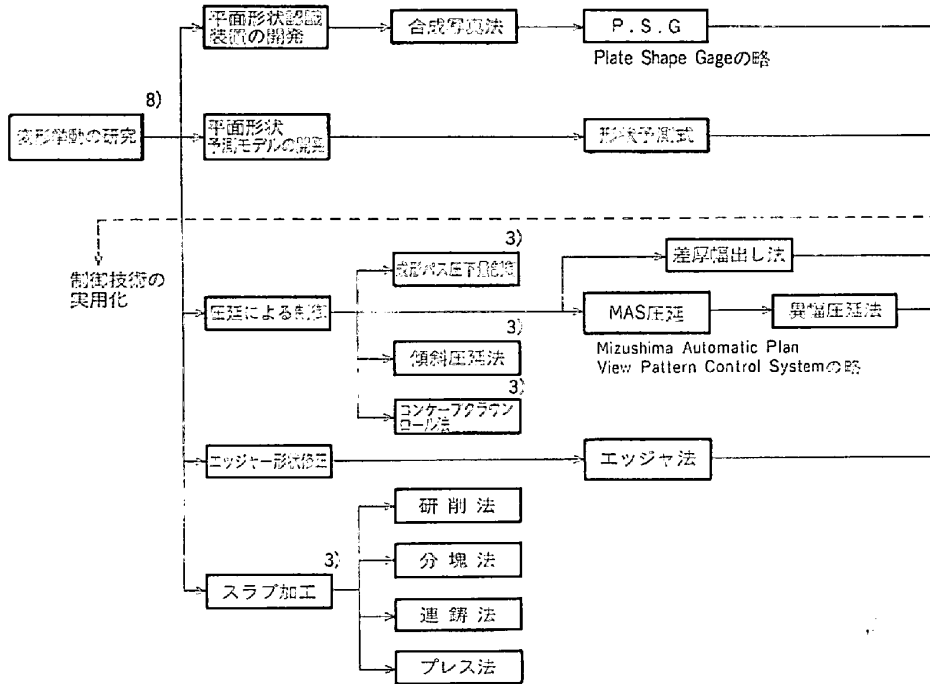 平面形状認識
装置の開発
合成写真法
P.S.G
Plate Shape Gageの略
8)
変形挙動の研究
平面形状
予測モデルの開発
形状予測式
制御技術の
実用化
3)
成形パス圧下量制御
差厚幅出し法
圧延による制御
MAS圧延
異幅圧延法
Mizushima Automatic Plan
View Pattern Control Systemの略
3)
傾斜圧延法
3)
コンケーブクラウン
ロール法
エッジャー形状修正
エッジャ法
研削法
3)
分塊法
スラブ加工
連鋳法
プレス法